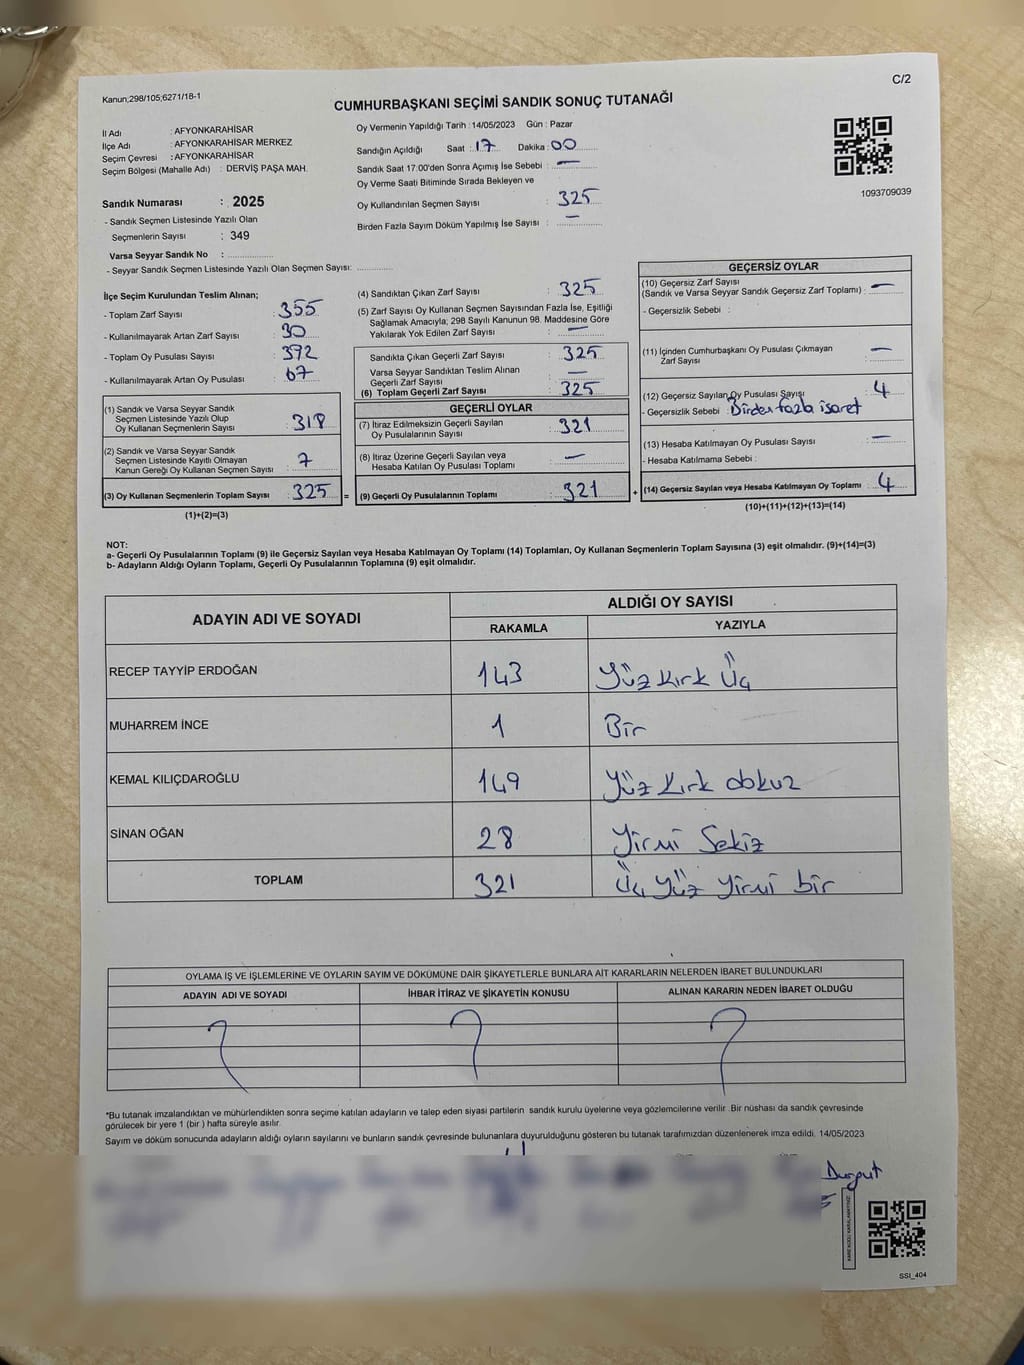 C/2
Kanun;298/105;6271/18-1
CUMHURBAŞKANI SEÇİMİ SANDIK SONUÇ TUTANAĞI
İl Adı : AFYONKARAHİSAR
İlçe Adı : AFYONKARAHİSAR MERKEZ
Seçim Çevresi : AFYONKARAHİSAR
Seçim Bölgesi (Mahalle Adı) : DERVİŞ PAŞA MAH.
Sandık Numarası : 2025
- Sandık Seçmen Listesinde Yazılı Olan
Seçmenlerin Sayısı : 349
Varsa Seyyar Sandık No : ....................
- Seyyar Sandık Seçmen Listesinde Yazılı Olan Seçmen Sayısı: ...............
Oy Vermenin Yapıldığı Tarih : 14/05/2023 Gün : Pazar
Sandığın Açıldığı Saat : 17 Dakika : 00
Sandık Saat 17:00'den Sonra Açımış İse Sebebi : —
Oy Verme Saati Bitiminde Sırada Bekleyen ve
Oy Kullandırılan Seçmen Sayısı : 325
Birden Fazla Sayım Döküm Yapılmış İse Sayısı : —
1093709039
İlçe Seçim Kurulundan Teslim Alınan;
- Toplam Zarf Sayısı : 355
- Kullanılmayarak Artan Zarf Sayısı : 30
- Toplam Oy Pusulası Sayısı : 392
- Kullanılmayarak Artan Oy Pusulası : 67
(1) Sandık ve Varsa Seyyar Sandık
Seçmen Listesinde Yazılı Olup
Oy Kullanan Seçmenlerin Sayısı : 318
(2) Sandık ve Varsa Seyyar Sandık
Seçmen Listesinde Kayıtlı Olmayan
Kanun Gereği Oy Kullanan Seçmen Sayısı : 7
(3) Oy Kullanan Seçmenlerin Toplam Sayısı : 325 =
(1)+(2)=(3)
(4) Sandıktan Çıkan Zarf Sayısı : 325
(5) Zarf Sayısı Oy Kullanan Seçmen Sayısından Fazla İse, Eşitliği
Sağlamak Amacıyla; 298 Sayılı Kanunun 98. Maddesine Göre
Yakılarak Yok Edilen Zarf Sayısı : —
Sandıkta Çıkan Geçerli Zarf Sayısı : 325
Varsa Seyyar Sandıktan Teslim Alınan
Geçerli Zarf Sayısı : —
(6) Toplam Geçerli Zarf Sayısı : 325
GEÇERLİ OYLAR
(7) İtiraz Edilmeksizin Geçerli Sayılan
Oy Pusulalarının Sayısı : 321
(8) İtiraz Üzerine Geçerli Sayılan veya
Hesaba Katılan Oy Pusulası Toplamı : —
(9) Geçerli Oy Pusulalarının Toplamı : 321 +
GEÇERSİZ OYLAR
(10) Geçersiz Zarf Sayısı
(Sandık ve Varsa Seyyar Sandık Geçersiz Zarf Toplamı) : —
- Geçersizlik Sebebi :
(11) İçinden Cumhurbaşkanı Oy Pusulası Çıkmayan
Zarf Sayısı : —
(12) Geçersiz Sayılan Oy Pusulası Sayısı : 4
- Geçersizlik Sebebi : Birden fazla işaret
(13) Hesaba Katılmayan Oy Pusulası Sayısı : —
- Hesaba Katılmama Sebebi :
(14) Geçersiz Sayılan veya Hesaba Katılmayan Oy Toplamı : 4
(10)+(11)+(12)+(13)=(14)
NOT:
a- Geçerli Oy Pusulalarının Toplamı (9) ile Geçersiz Sayılan veya Hesaba Katılmayan Oy Toplamı (14) Toplamları, Oy Kullanan Seçmenlerin Toplam Sayısına (3) eşit olmalıdır. (9)+(14)=(3)
b- Adayların Aldığı Oyların Toplamı, Geçerli Oy Pusulalarının Toplamına (9) eşit olmalıdır.
ADAYIN ADI VE SOYADI ALDIĞI OY SAYISI
RAKAMLA YAZIYLA
RECEP TAYYİP ERDOĞAN 143 Yüz Kırk Üç
MUHARREM İNCE 1 Bir
KEMAL KILIÇDAROĞLU 149 Yüz Kırk dokuz
SİNAN OĞAN 28 Yirmi Sekiz
TOPLAM 321 Üç Yüz Yirmi bir
OYLAMA İŞ VE İŞLEMLERİNE VE OYLARIN SAYIM VE DÖKÜMÜNE DAİR ŞİKAYETLERLE BUNLARA AİT KARARLARIN NELERDEN İBARET BULUNDUKLARI
ADAYIN ADI VE SOYADI İHBAR İTİRAZ VE ŞİKAYETİN KONUSU ALINAN KARARIN NEDEN İBARET OLDUĞU
*Bu tutanak imzalandıktan ve mühürlendikten sonra seçime katılan adayların ve talep eden siyasi partilerin sandık kurulu üyelerine veya gözlemcilerine verilir. Bir nüshası da sandık çevresinde
görülecek bir yere 1 (bir ) hafta süreyle asılır.
Sayım ve döküm sonucunda adayların aldığı oyların sayılarını ve bunların sandık çevresinde bulunanlara duyurulduğunu gösteren bu tutanak tarafımızdan düzenlenerek imza edildi. 14/05/2023
Durgut
KARE KODU KARALAMAYINIZ!
SSI_404